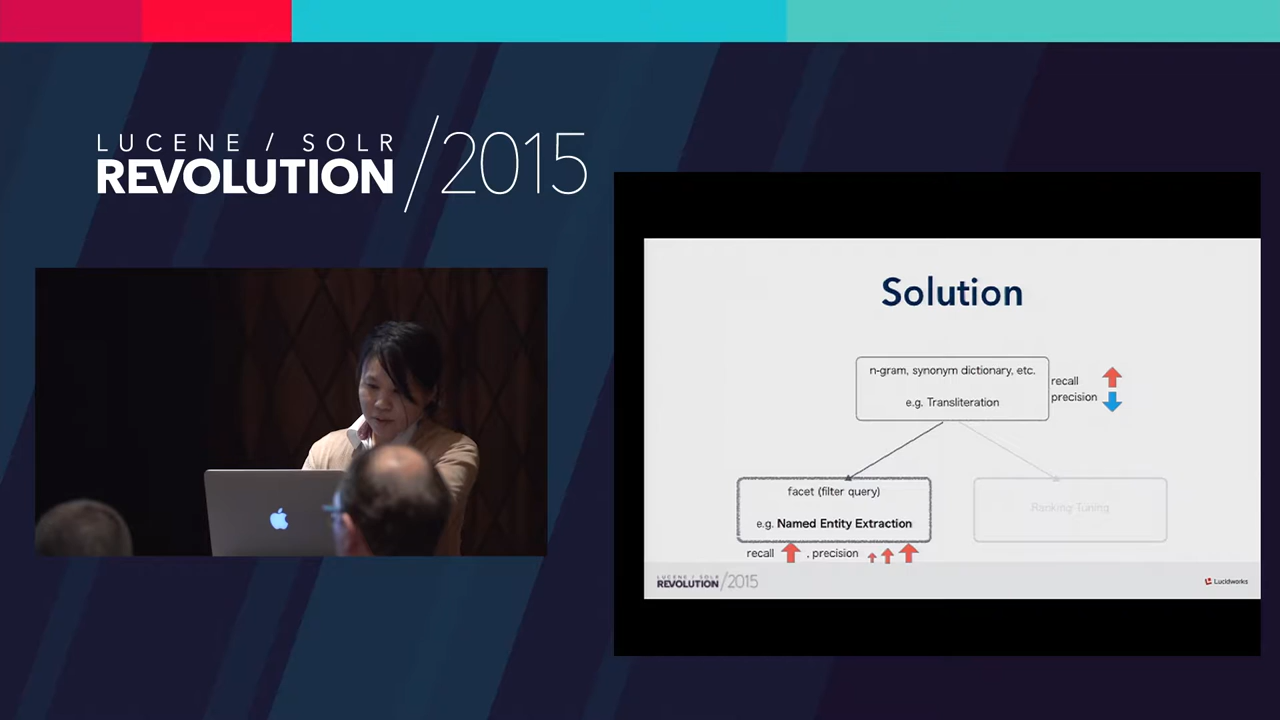 LUCENE / SOLR
REVOLUTION /2015
Solution
n-gram, synonym dictionary, etc.
e.g. Transliteration
recall
precision
facet (filter query)
e.g. Named Entity Extraction
Ranking Tuning
recall , precision
LUCENE / SOLR
REVOLUTION /2015
Lucidworks